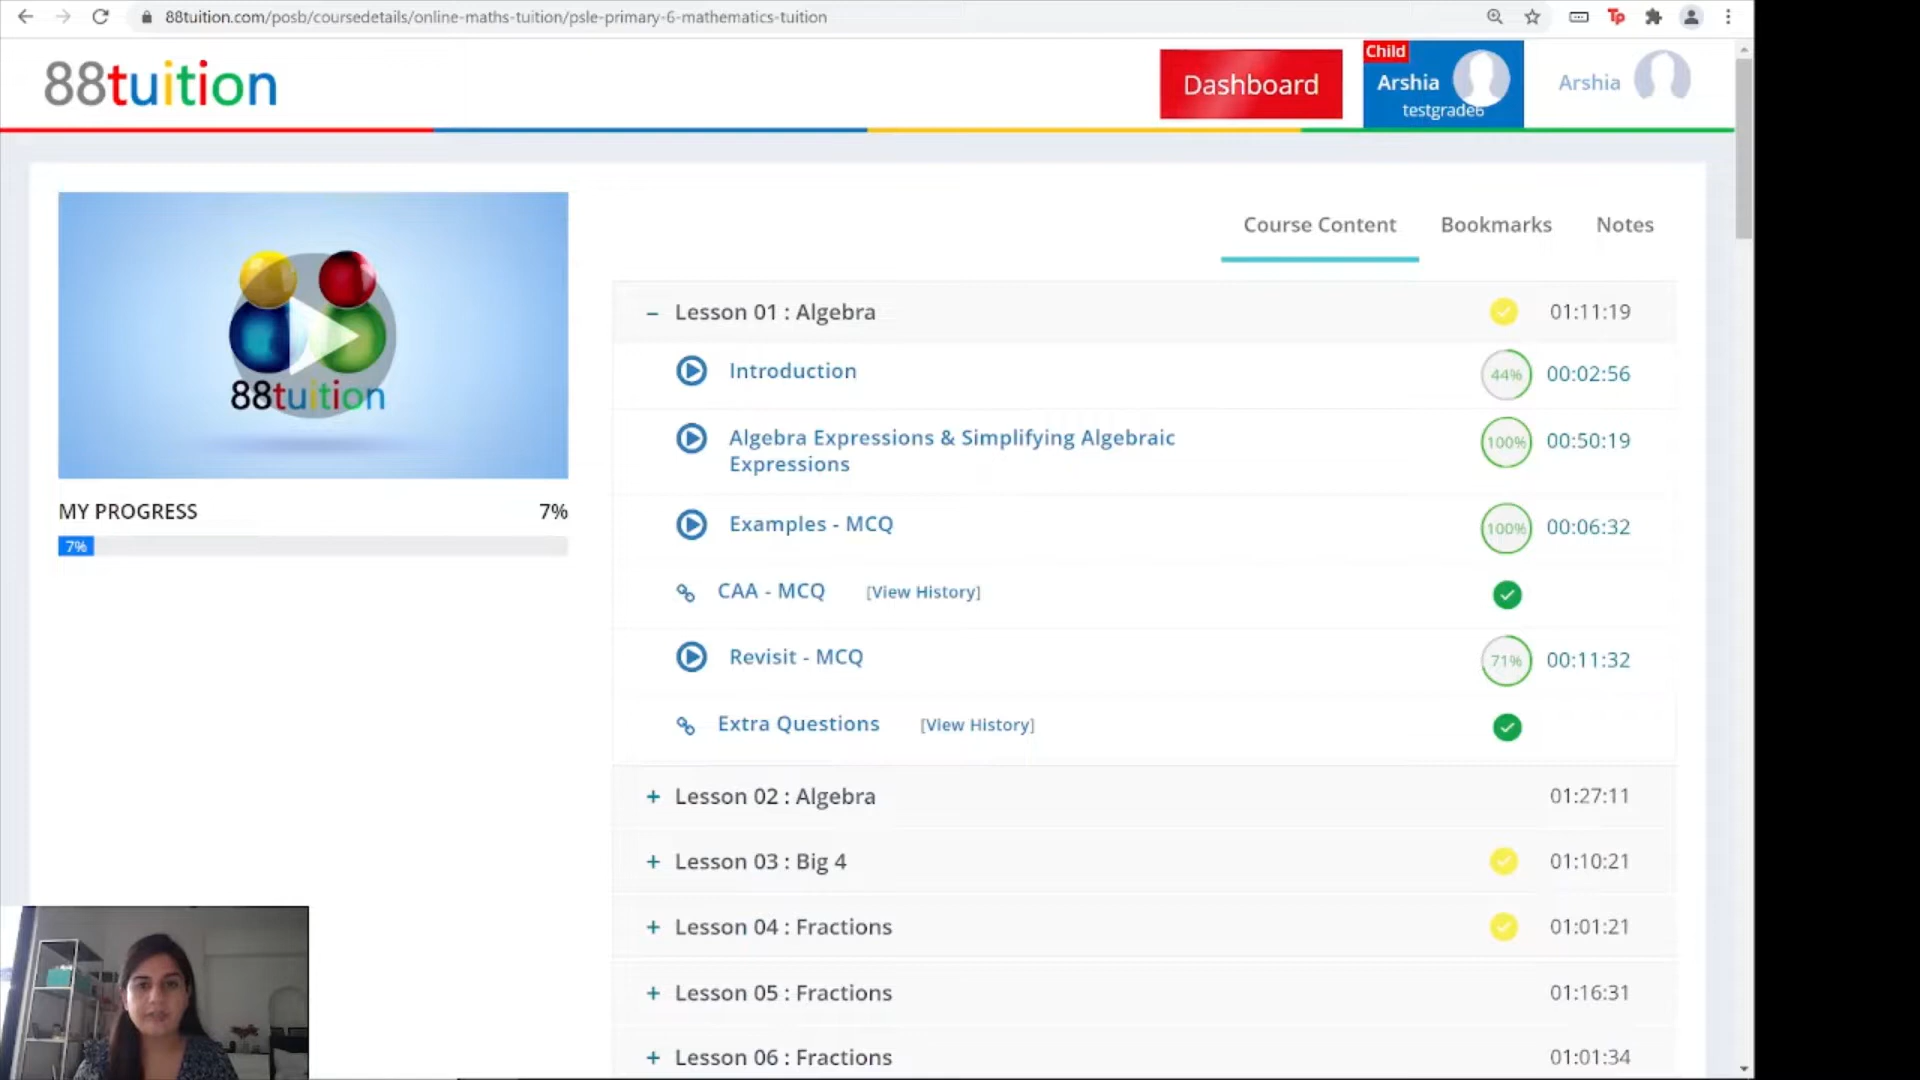 88tuition.com/posb/coursedetails/online-maths-tuition/psle-primary-6-mathematics-tuition
Tp
88tuition
Dashboard
Child
Arshia
testgrade6
Arshia
88tuition
MY PROGRESS 7%
7%
Course Content Bookmarks Notes
– Lesson 01 : Algebra 01:11:19
Introduction 44% 00:02:56
Algebra Expressions & Simplifying Algebraic
Expressions 100% 00:50:19
Examples - MCQ 100% 00:06:32
CAA - MCQ [View History]
Revisit - MCQ 71% 00:11:32
Extra Questions [View History]
+ Lesson 02 : Algebra 01:27:11
+ Lesson 03 : Big 4 01:10:21
+ Lesson 04 : Fractions 01:01:21
+ Lesson 05 : Fractions 01:16:31
+ Lesson 06 : Fractions 01:01:34